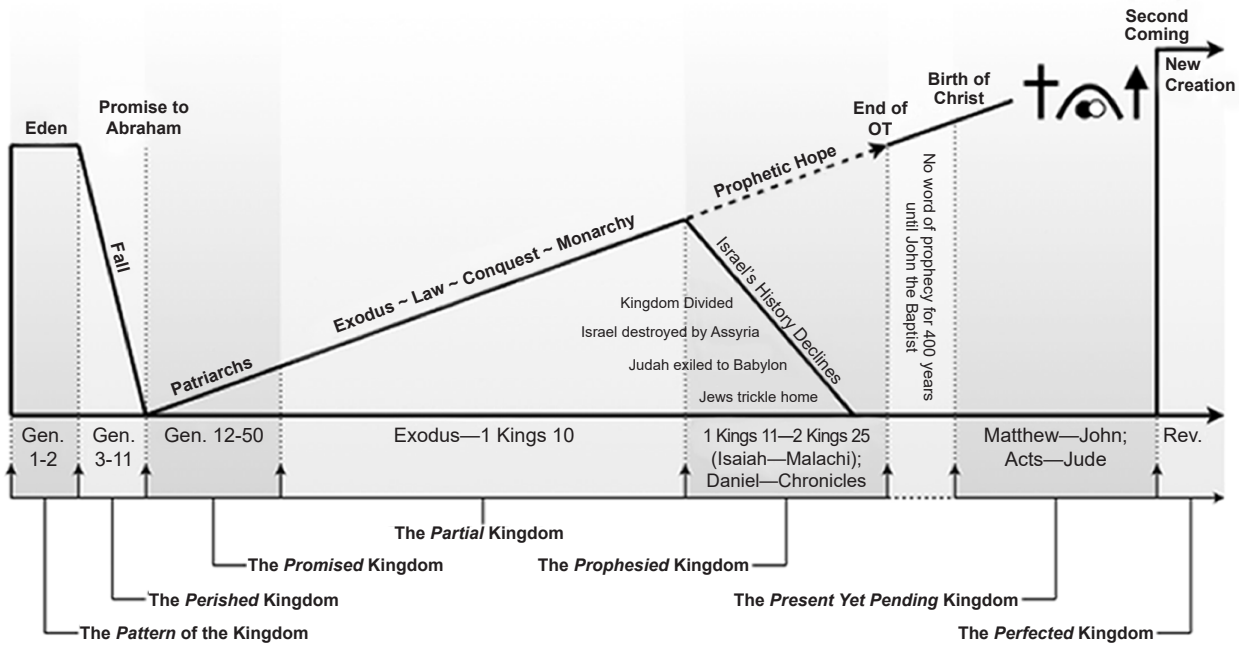 Second
Coming
New
Creation
Birth of
Christ
End of
OT
Promise to
Abraham
Eden
Fall
Patriarchs
Exodus ~ Law ~ Conquest ~ Monarchy
Prophetic Hope
Israel's History Declines
No word of prophecy for 400 years
until John the Baptist
Kingdom Divided
Israel destroyed by Assyria
Judah exiled to Babylon
Jews trickle home
Gen.
1-2
Gen.
3-11
Gen. 12-50
Exodus—1 Kings 10
1 Kings 11—2 Kings 25
(Isaiah—Malachi);
Daniel—Chronicles
Matthew—John;
Acts—Jude
Rev.
The Partial Kingdom
The Promised Kingdom
The Prophesied Kingdom
The Perished Kingdom
The Present Yet Pending Kingdom
The Pattern of the Kingdom
The Perfected Kingdom